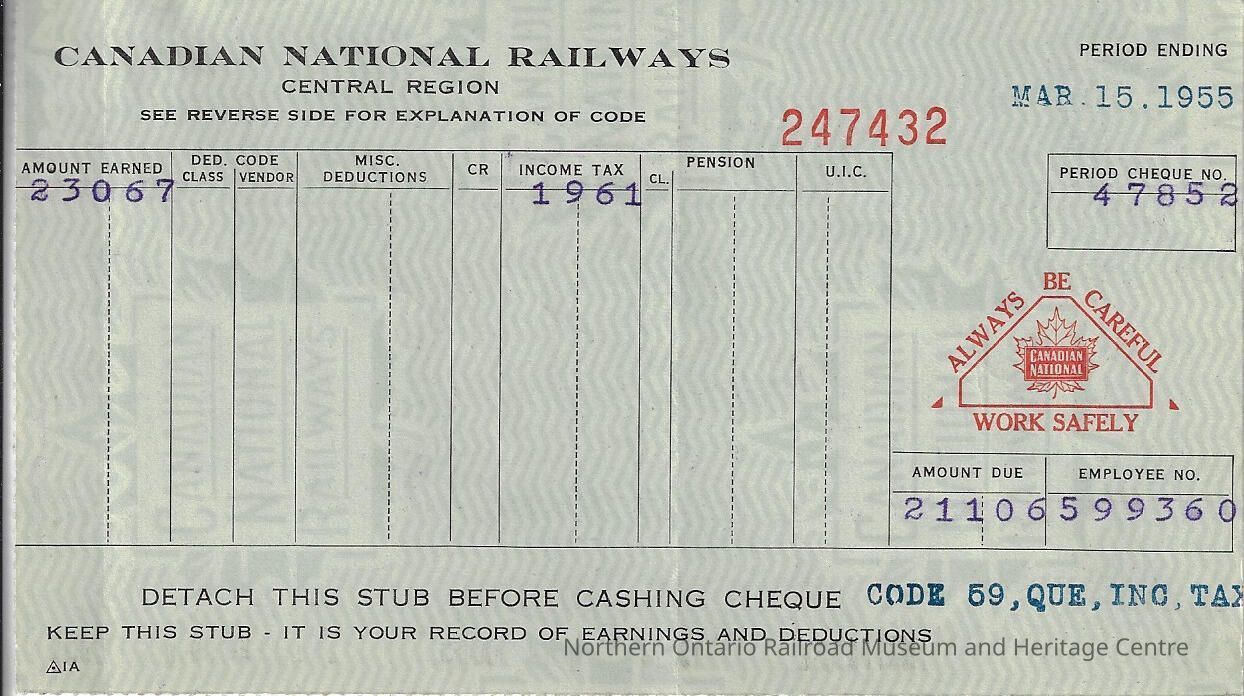 CANADIAN NATIONAL RAILWAYS
CENTRAL REGION
SEE REVERSE SIDE FOR EXPLANATION OF CODE
PERIOD ENDING
MAR.15.1955
247432
AMOUNT EARNED DED. CODE CLASS VENDOR MISC. DEDUCTIONS CR INCOME TAX CL. PENSION U.I.C.
23067 1961
PERIOD CHEQUE NO.
47852
ALWAYS BE CAREFUL
CANADIAN
NATIONAL
WORK SAFELY
AMOUNT DUE EMPLOYEE NO.
21106 599360
DETACH THIS STUB BEFORE CASHING CHEQUE CODE 59,QUE,INC,TAX
KEEP THIS STUB - IT IS YOUR RECORD OF EARNINGS AND DEDUCTIONS
Northern Ontario Railroad Museum and Heritage Centre
1A